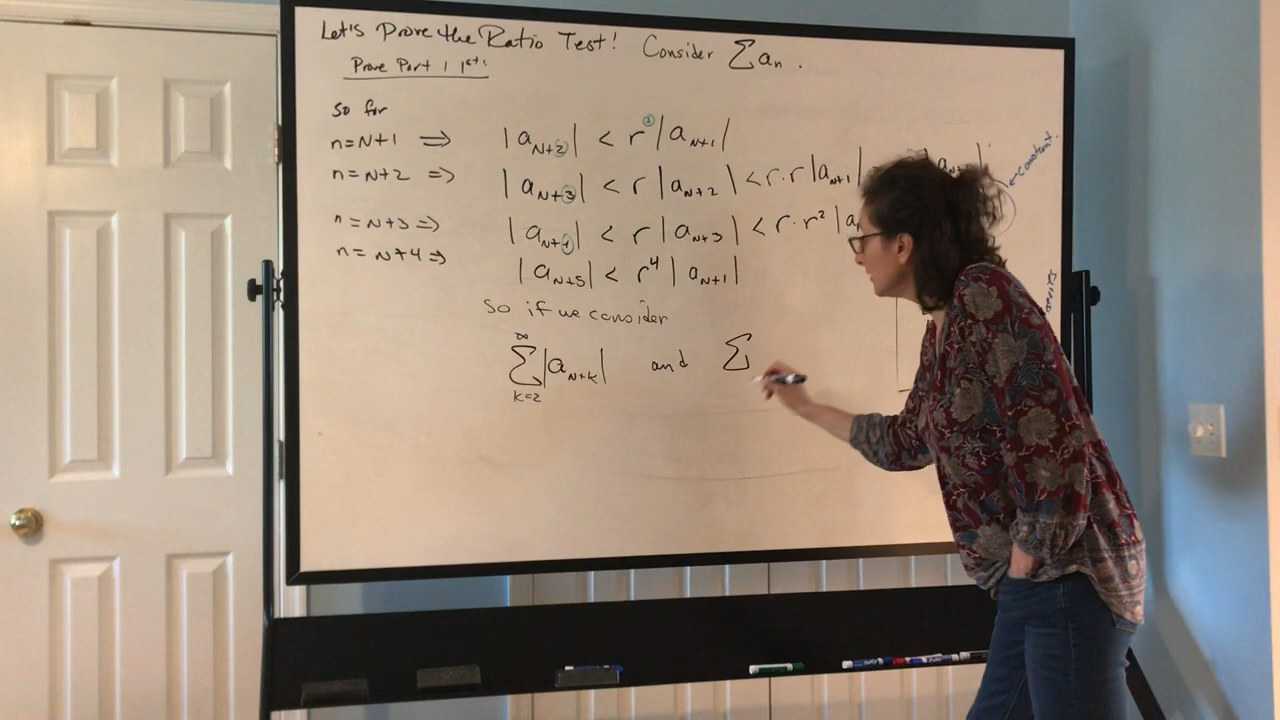 Let's Prove the Ratio Test! Consider ∑aₙ.
Prove Part 1 1st:
so for
n=N+1 ⇒ |a_{N+2}| < r^① |a_{N+1}|
n=N+2 ⇒ |a_{N+3}| < r |a_{N+2}| < r·r |a_{N+1}|
n=N+3 ⇒ |a_{N+4}| < r |a_{N+3}| < r·r² |a
n=N+4 ⇒ |a_{N+5}| < r⁴ |a_{N+1}|
So if we consider
∑_{k=2}^{∞} |a_{N+k}| and ∑
←constant.